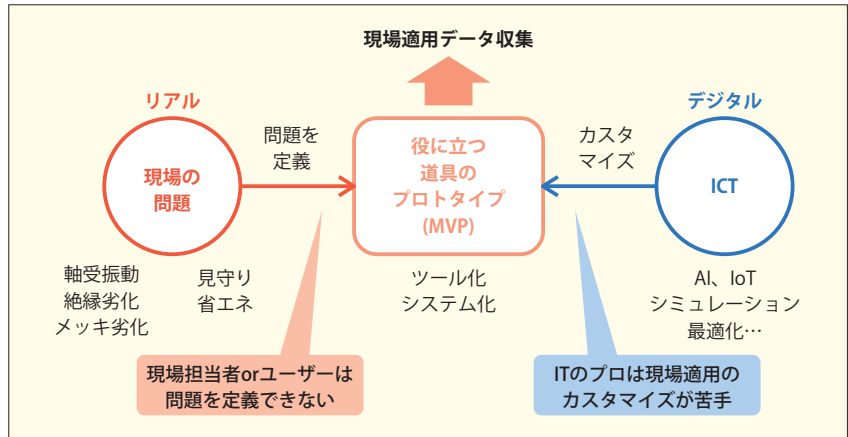 現場適用データ収集
リアル
デジタル
問題を
定義
カスタ
マイズ
現場の
問題
役に立つ
道具の
プロトタイプ
(MVP)
ICT
軸受振動
絶縁劣化
メッキ劣化
見守り
省エネ
ツール化
システム化
AI、IoT
シミュレーション
最適化…
現場担当者orユーザーは
問題を定義できない
ITのプロは現場適用の
カスタマイズが苦手